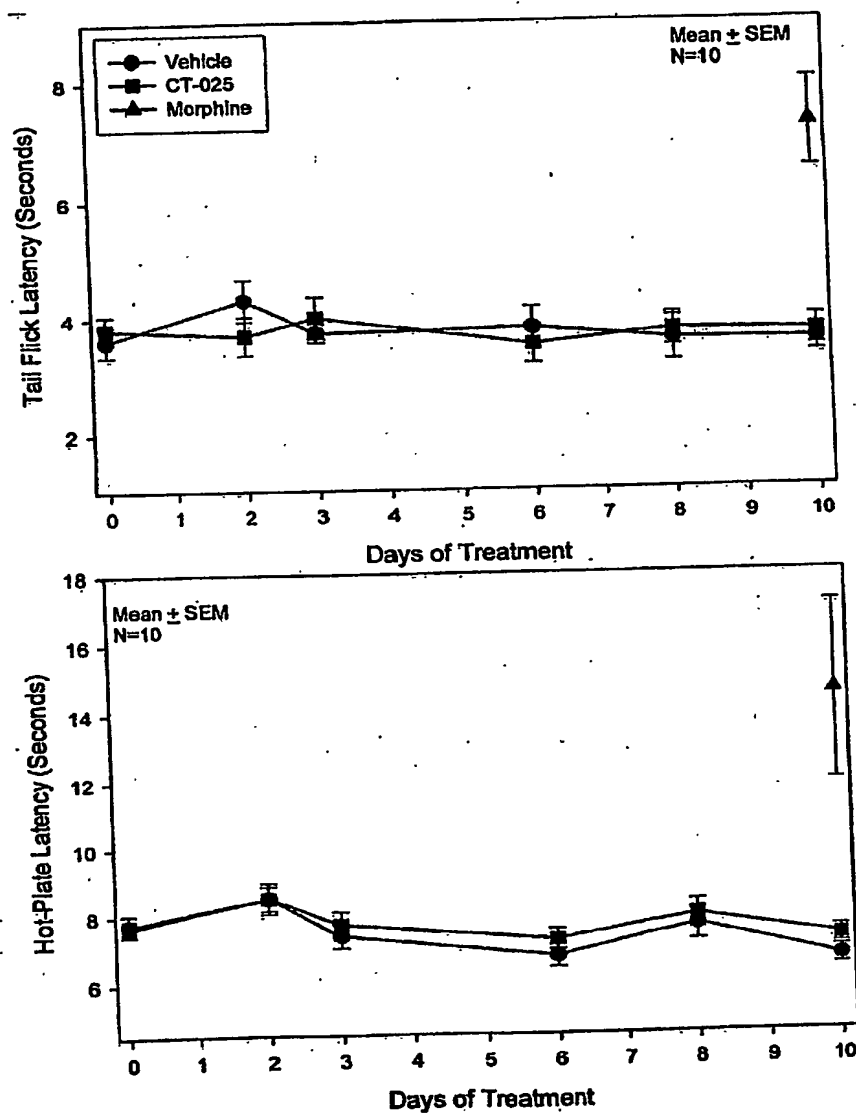 Vehicle
CT-025
Morphine
Mean ± SEM
N=10
8
6
4
2
Tail Flick Latency (Seconds)
0 1 2 3 4 5 6 7 8 9 10
Days of Treatment
Mean ± SEM
N=10
18
16
14
12
10
8
6
Hot-Plate Latency (Seconds)
0 1 2 3 4 5 6 7 8 9 10
Days of Treatment